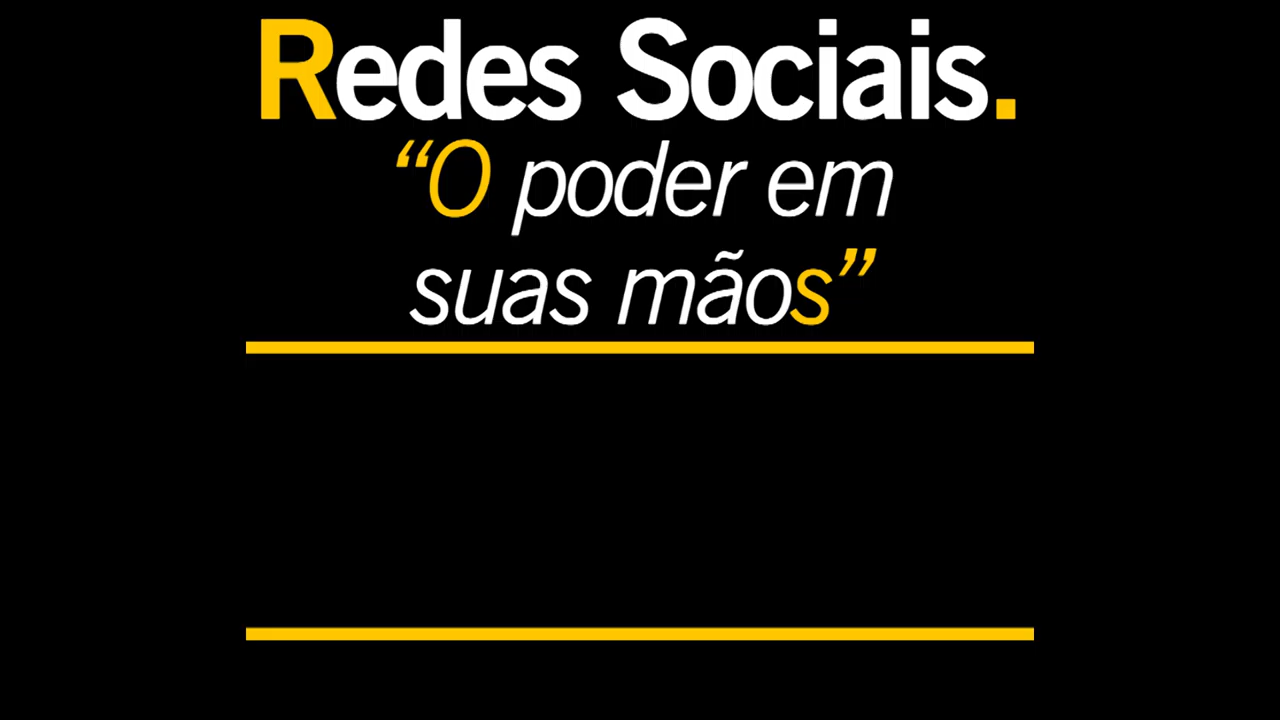 Redes Sociais.
“O poder em
suas mãos”